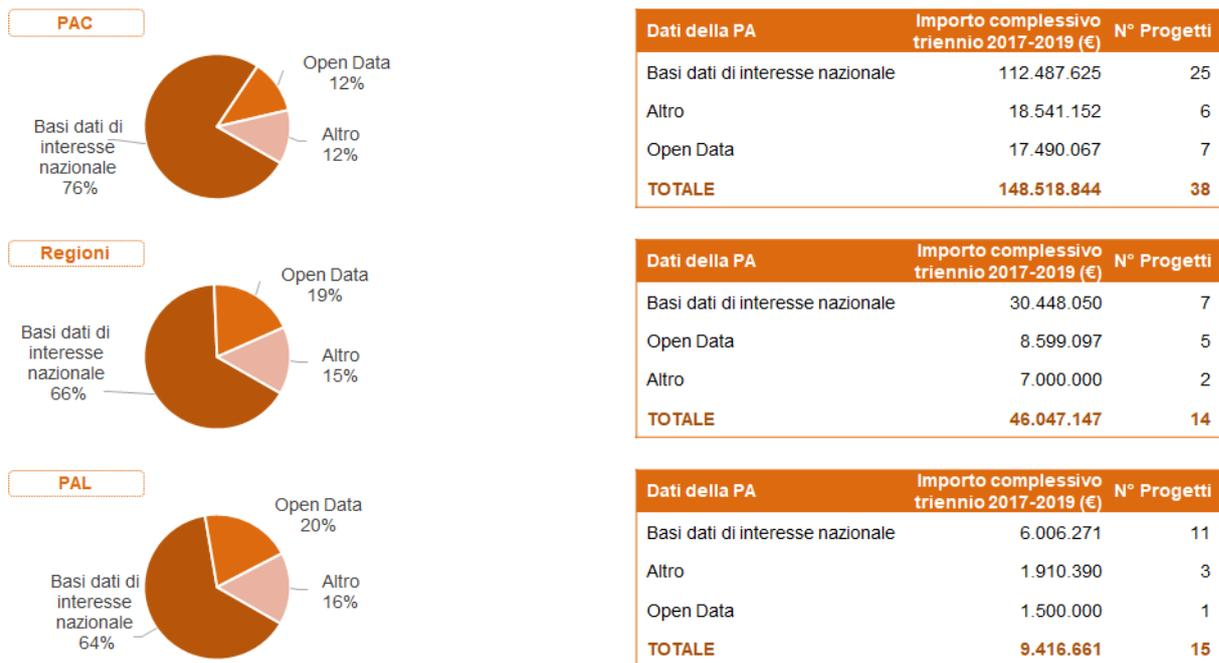 PAC
Open Data
12%
Altro
12%
Basi dati di
interesse
nazionale
76%
Dati della PA
Importo complessivo
triennio 2017-2019 (€)
N° Progetti
Basi dati di interesse nazionale 112.487.625 25
Altro 18.541.152 6
Open Data 17.490.067 7
TOTALE 148.518.844 38
Regioni
Open Data
19%
Altro
15%
Basi dati di
interesse
nazionale
66%
Dati della PA
Importo complessivo
triennio 2017-2019 (€)
N° Progetti
Basi dati di interesse nazionale 30.448.050 7
Open Data 8.599.097 5
Altro 7.000.000 2
TOTALE 46.047.147 14
PAL
Open Data
20%
Altro
16%
Basi dati di
interesse
nazionale
64%
Dati della PA
Importo complessivo
triennio 2017-2019 (€)
N° Progetti
Basi dati di interesse nazionale 6.006.271 11
Altro 1.910.390 3
Open Data 1.500.000 1
TOTALE 9.416.661 15